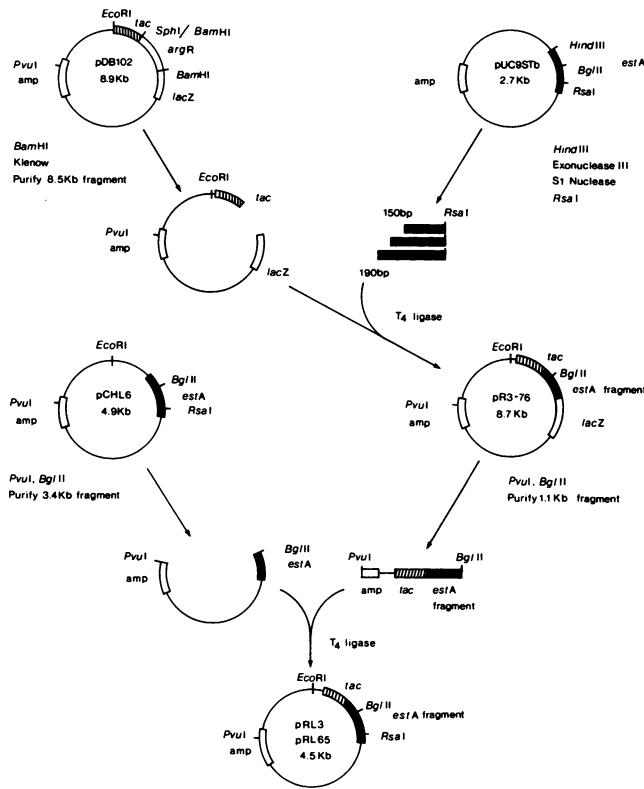 EcoRI
tac
SphI/ BamHI
argR
PvuI
amp
pDB102
8.9Kb
BamHI
lacZ
HindIII
estA
pUC9STb
2.7Kb
BglII
amp
RsaI
BamHI
Klenow
Purify 8.5Kb fragment
HindIII
Exonuclease III
S1 Nuclease
RsaI
EcoRI
tac
PvuI
amp
lacZ
150bp
RsaI
190bp
T4 ligase
EcoRI
pCHL6
4.9Kb
BglII
estA
RsaI
PvuI
amp
EcoRI
tac
BglII
estA fragment
pR3-76
8.7Kb
PvuI
amp
lacZ
PvuI, BglII
Purify 3.4Kb fragment
PvuI, BglII
Purify 1.1Kb fragment
PvuI
amp
BglII
estA
PvuI
BglII
amp
tac
estA
fragment
T4 ligase
EcoRI
tac
BglII
estA fragment
pRL3
pRL65
4.5Kb
RsaI
PvuI
amp